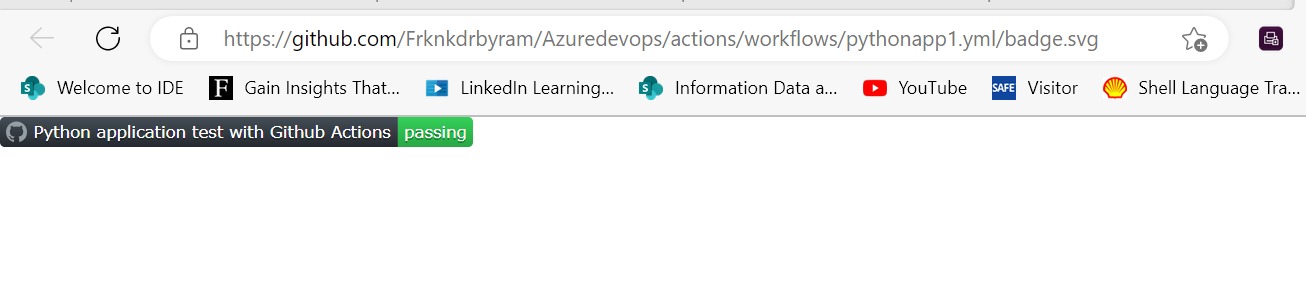 https://github.com/Frknkdrbyram/Azuredevops/actions/workflows/pythonapp1.yml/badge.svg
Welcome to IDE Gain Insights That... LinkedIn Learning... Information Data a... YouTube SAFE Visitor Shell Language Tra...
Python application test with Github Actions passing